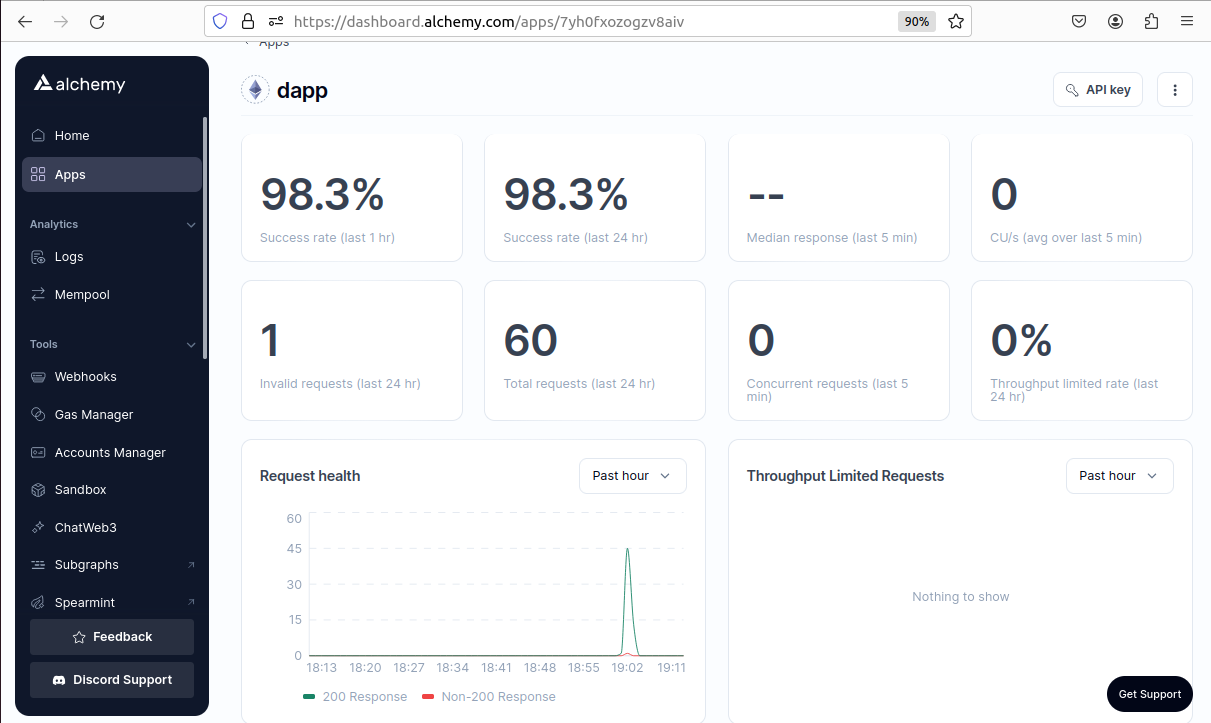 https://dashboard.alchemy.com/apps/7yh0fxozogzv8aiv
90%
alchemy
Home
Apps
Analytics
Logs
Mempool
Tools
Webhooks
Gas Manager
Accounts Manager
Sandbox
ChatWeb3
Subgraphs
Spearmint
Feedback
Discord Support
Apps
dapp
API key
98.3%
Success rate (last 1 hr)
98.3%
Success rate (last 24 hr)
--
Median response (last 5 min)
0
CU/s (avg over last 5 min)
1
Invalid requests (last 24 hr)
60
Total requests (last 24 hr)
0
Concurrent requests (last 5
min)
0%
Throughput limited rate (last
24 hr)
Request health
Past hour
60
45
30
15
0
18:13 18:20 18:27 18:34 18:41 18:48 18:55 19:02 19:11
200 Response Non-200 Response
Throughput Limited Requests
Past hour
Nothing to show
Get Support